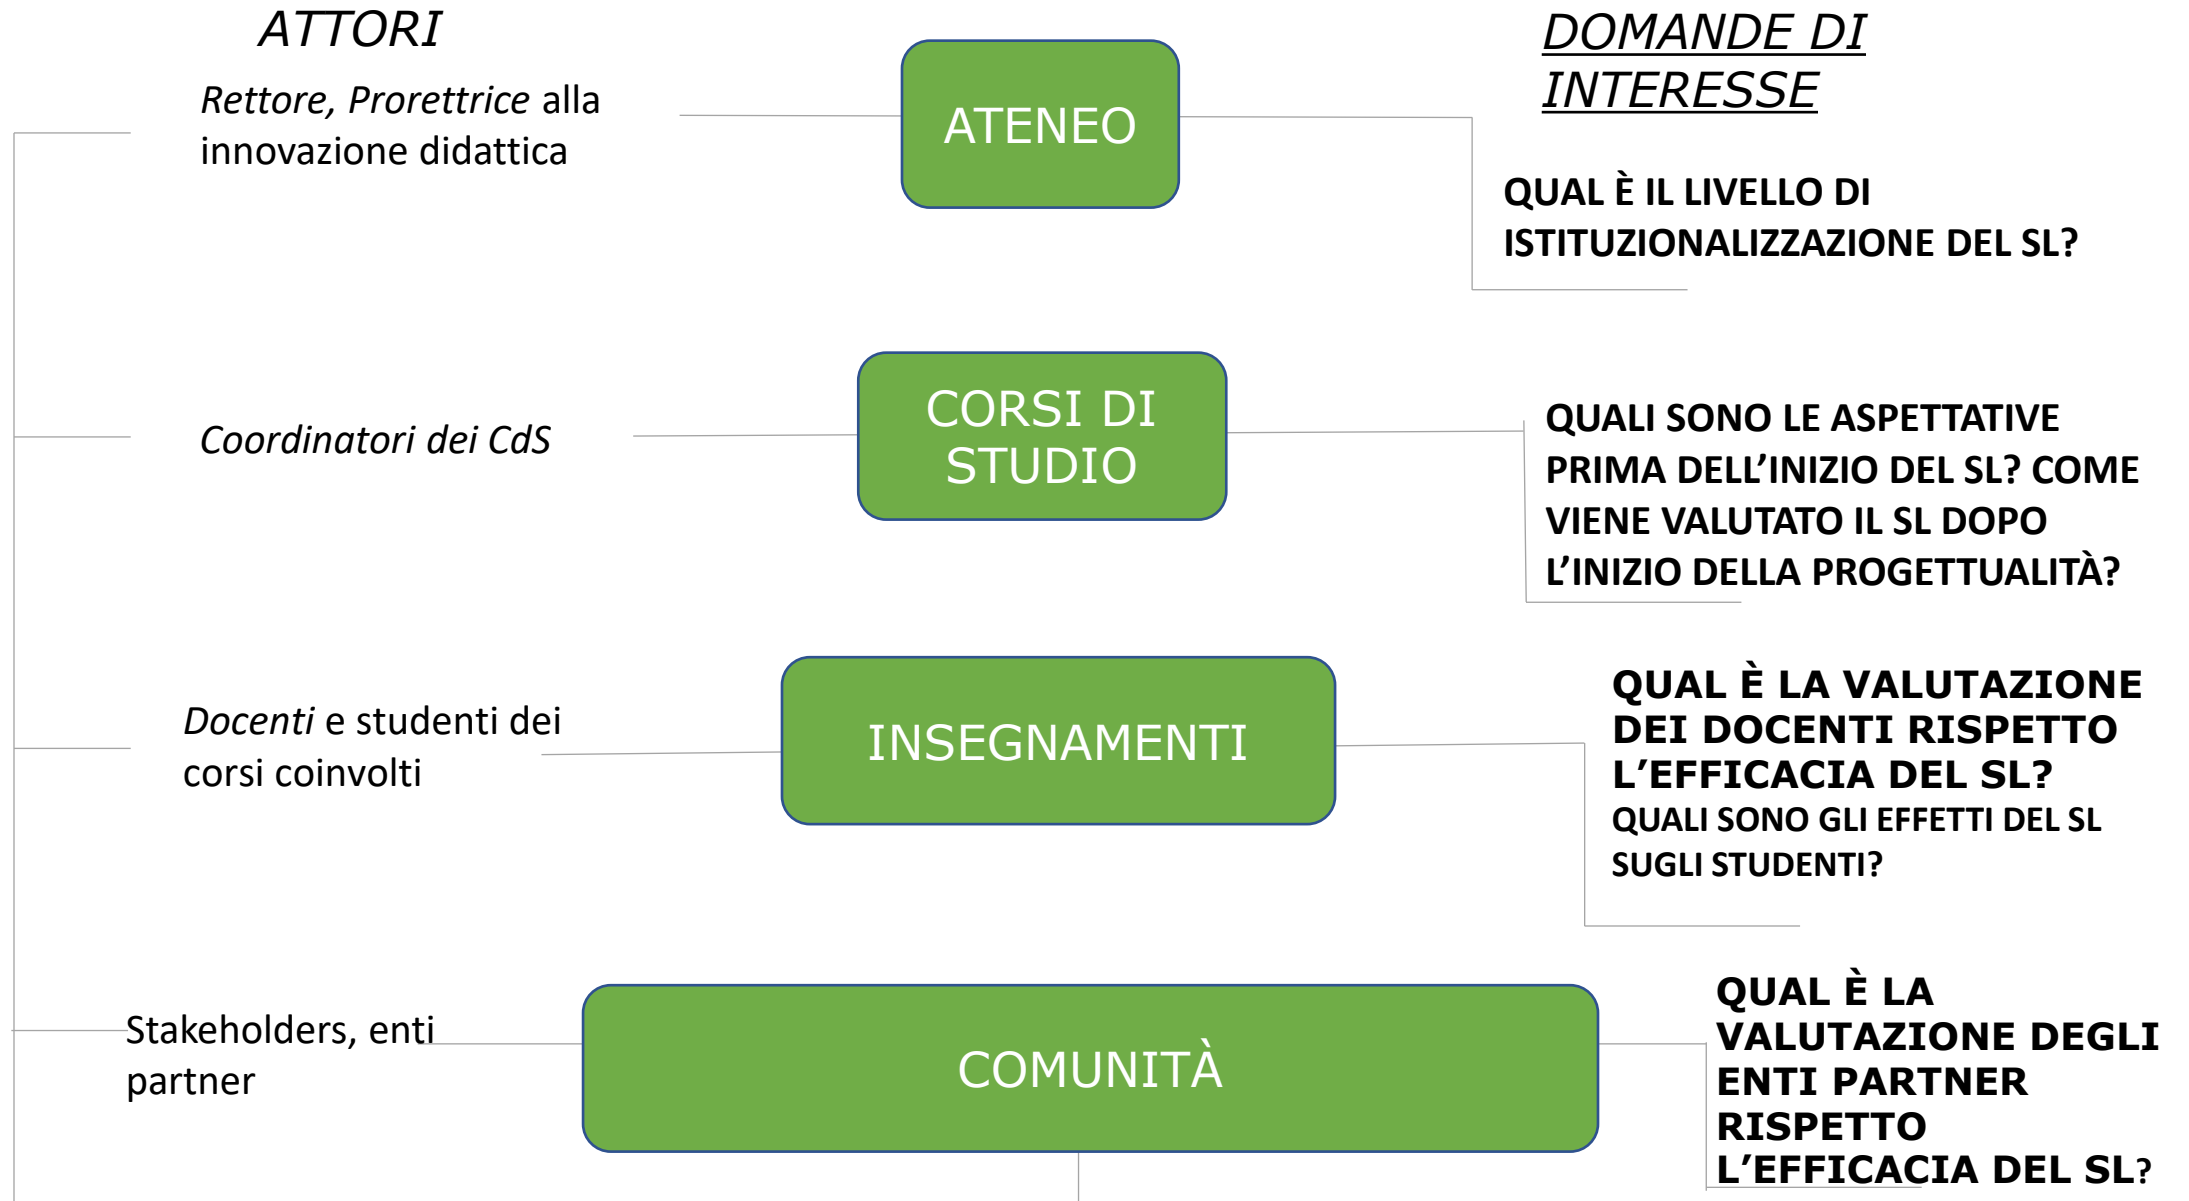 ATTORI
DOMANDE DI
INTERESSE
Rettore, Prorettrice alla
innovazione didattica
ATENEO
QUAL È IL LIVELLO DI
ISTITUZIONALIZZAZIONE DEL SL?
Coordinatori dei CdS
CORSI DI
STUDIO
QUALI SONO LE ASPETTATIVE
PRIMA DELL’INIZIO DEL SL? COME
VIENE VALUTATO IL SL DOPO
L’INIZIO DELLA PROGETTUALITÀ?
Docenti e studenti dei
corsi coinvolti
INSEGNAMENTI
QUAL È LA VALUTAZIONE
DEI DOCENTI RISPETTO
L’EFFICACIA DEL SL?
QUALI SONO GLI EFFETTI DEL SL
SUGLI STUDENTI?
Stakeholders, enti
partner
COMUNITÀ
QUAL È LA
VALUTAZIONE DEGLI
ENTI PARTNER
RISPETTO
L’EFFICACIA DEL SL?